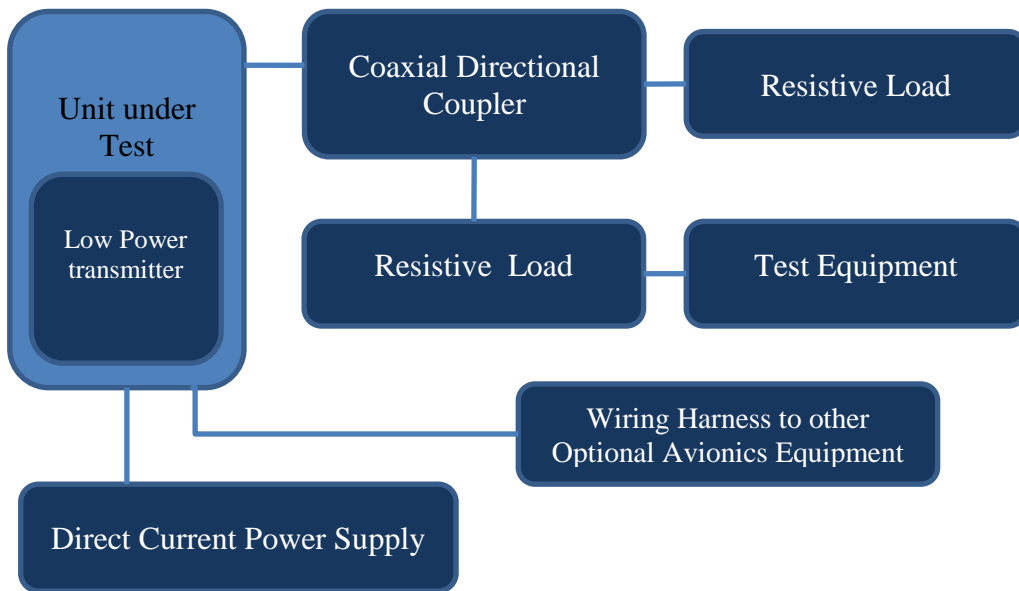 Unit under
Test
Low Power
transmitter
Coaxial Directional
Coupler
Resistive Load
Resistive Load
Test Equipment
Wiring Harness to other
Optional Avionics Equipment
Direct Current Power Supply